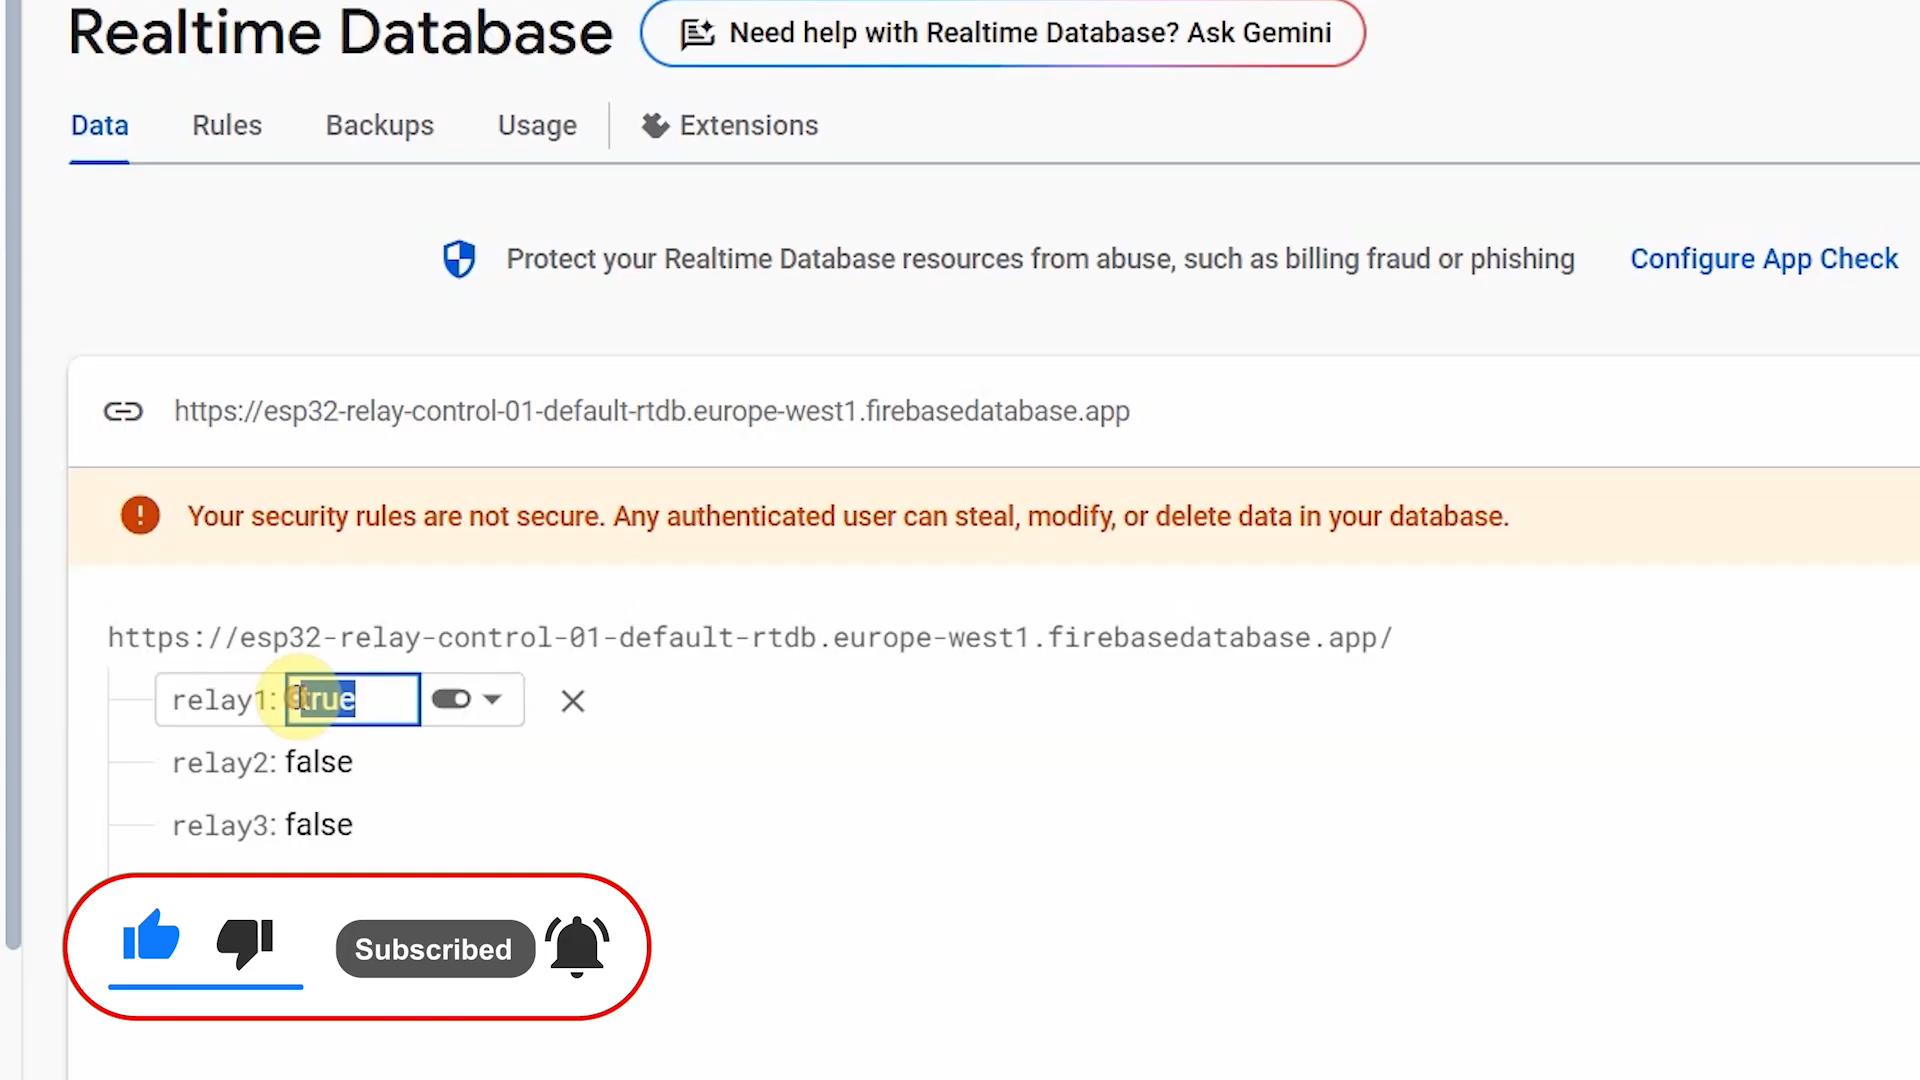 Realtime Database
Need help with Realtime Database? Ask Gemini
Data Rules Backups Usage Extensions
Protect your Realtime Database resources from abuse, such as billing fraud or phishing Configure App Check
https://esp32-relay-control-01-default-rtdb.europe-west1.firebasedatabase.app
Your security rules are not secure. Any authenticated user can steal, modify, or delete data in your database.
https://esp32-relay-control-01-default-rtdb.europe-west1.firebasedatabase.app/
relay1: true
relay2: false
relay3: false
Subscribed